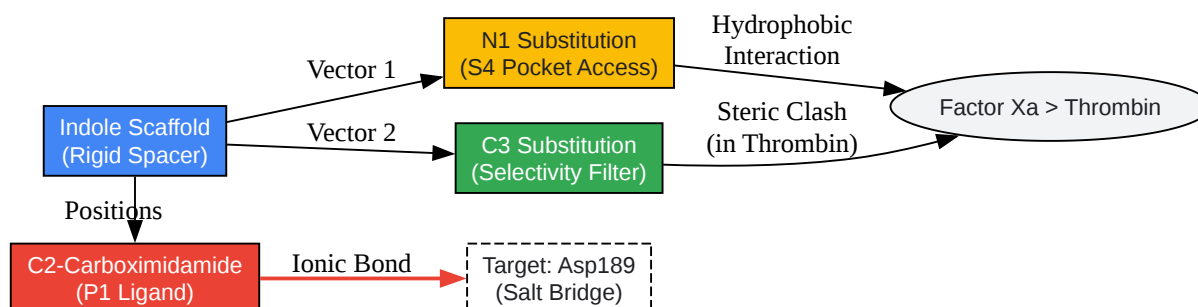 N1 Substitution
(S4 Pocket Access)
Hydrophobic
Interaction
Vector 1
Factor Xa > Thrombin
Indole Scaffold
(Rigid Spacer)
Vector 2
C3 Substitution
(Selectivity Filter)
Steric Clash
(in Thrombin)
Positions
C2-Carboximidamide
(P1 Ligand)
Ionic Bond
Target: Asp189
(Salt Bridge)